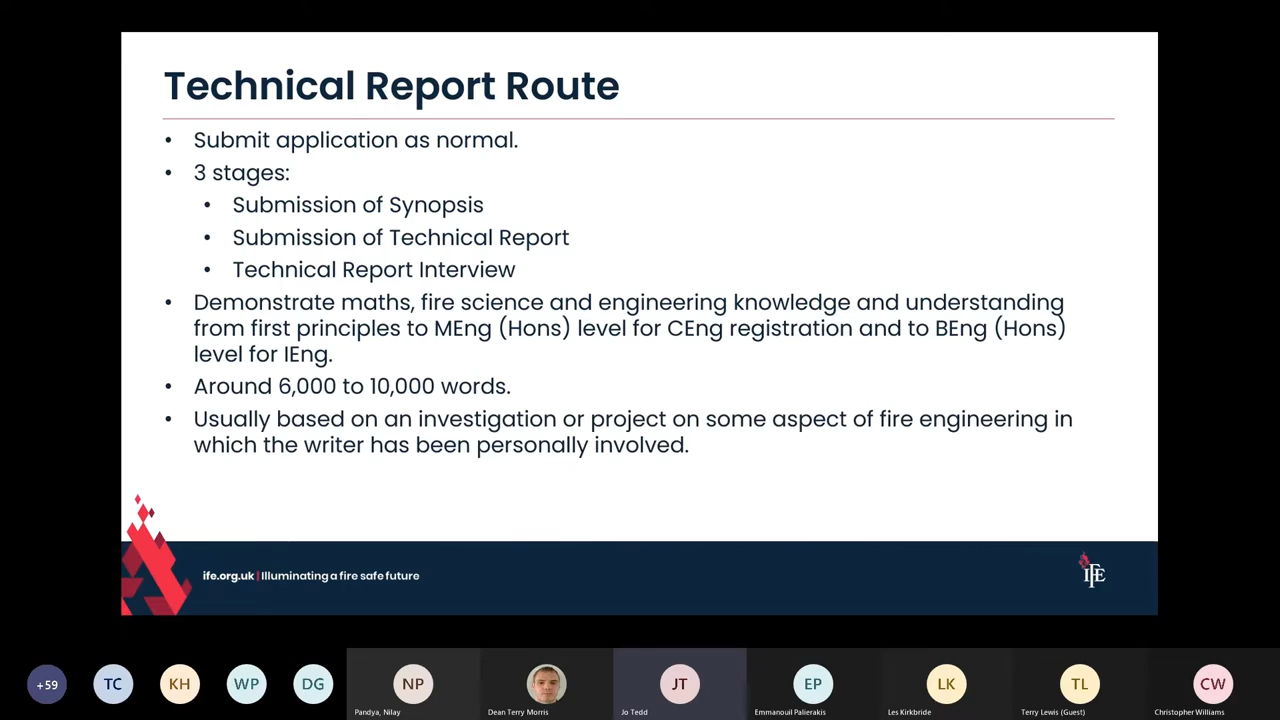 Technical Report Route
• Submit application as normal.
• 3 stages:
• Submission of Synopsis
• Submission of Technical Report
• Technical Report Interview
• Demonstrate maths, fire science and engineering knowledge and understanding
from first principles to MEng (Hons) level for CEng registration and to BEng (Hons)
level for IEng.
• Around 6,000 to 10,000 words.
• Usually based on an investigation or project on some aspect of fire engineering in
which the writer has been personally involved.
ife.org.uk | Illuminating a fire safe future
IFE
+59 TC KH WP DG NP JT EP LK TL CW
Pandya, Nilay Dean Terry Morris Jo Tedd Emmanouil Palierakis Les Kirkbride Terry Lewis (Guest) Christopher Williams